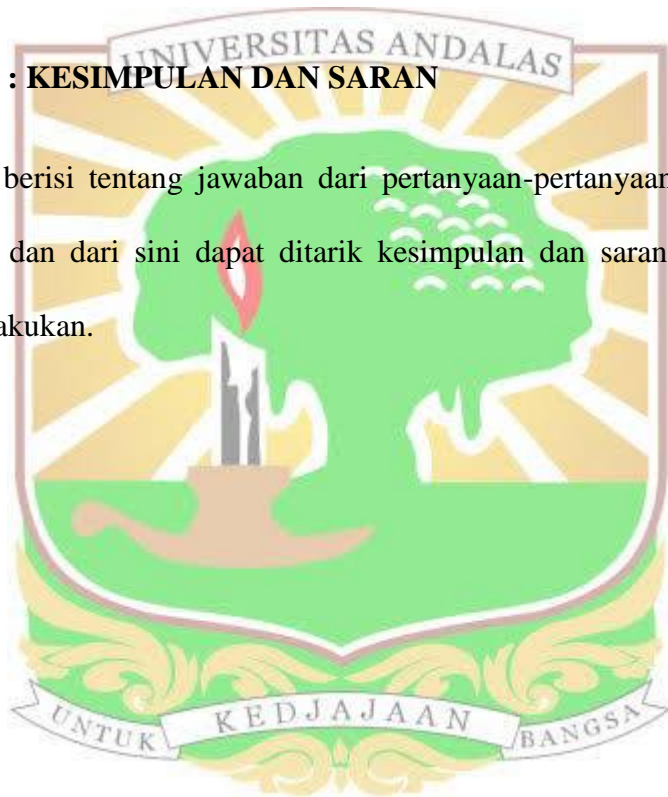 UNIVERSITAS ANDALAS
: KESIMPULAN DAN SARAN
berisi tentang jawaban dari pertanyaan-pertanyaan
dan dari sini dapat ditarik kesimpulan dan saran
akukan.
UNTUK KEDJAJAAN BANGSA